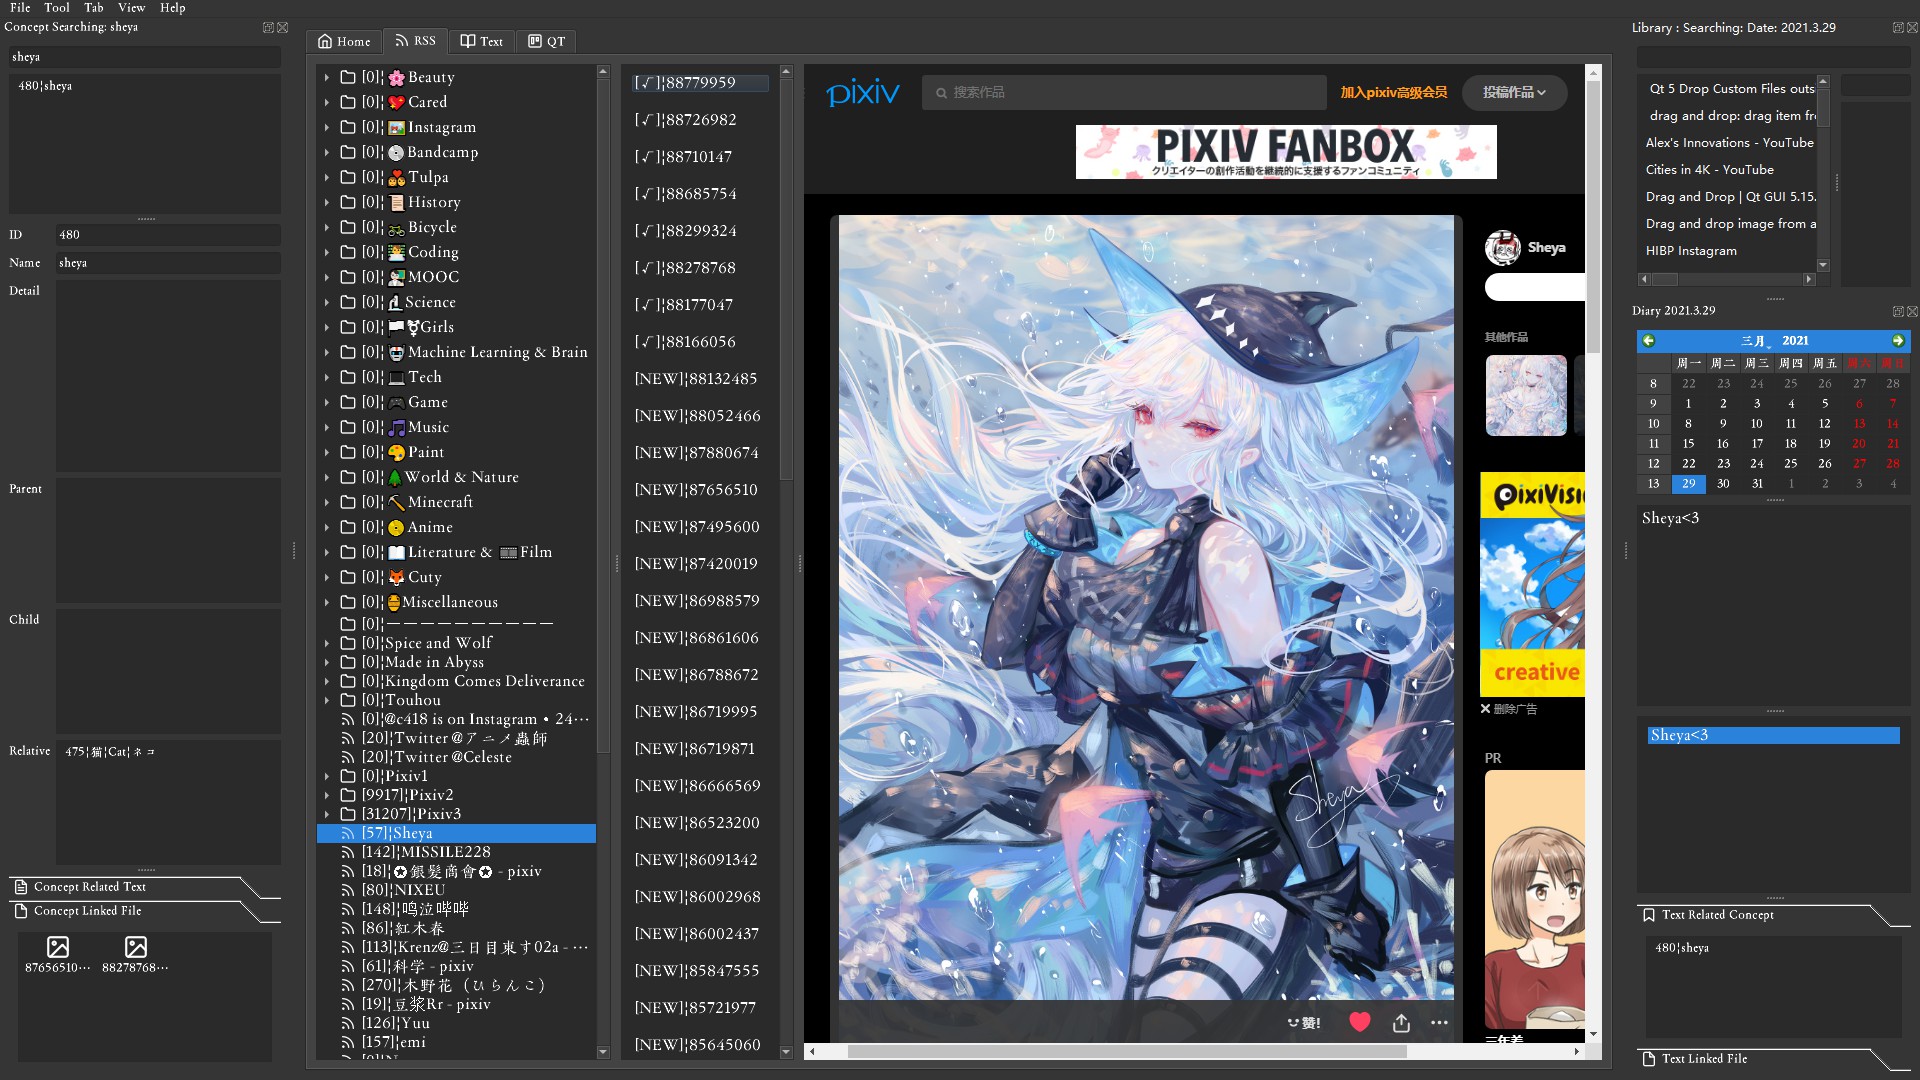 File Tool Tab View Help
Concept Searching: sheya
sheya
480¦sheya
ID 480
Name sheya
Detail
Parent
Child
Relative 475¦猫¦Cat¦ネコ
Concept Related Text
Concept Linked File
87656510⋯ 88278768⋯
Home RSS Text QT
[0]¦🌸Beauty
[0]¦💖Cared
[0]¦Instagram
[0]¦Bandcamp
[0]¦Tulpa
[0]¦History
[0]¦Bicycle
[0]¦Coding
[0]¦MOOC
[0]¦Science
[0]¦Girls
[0]¦Machine Learning & Brain
[0]¦Tech
[0]¦Game
[0]¦Music
[0]¦Paint
[0]¦World & Nature
[0]¦Minecraft
[0]¦Anime
[0]¦Literature & Film
[0]¦Cuty
[0]¦Miscellaneous
[0]¦——————————
[0]¦Spice and Wolf
[0]¦Made in Abyss
[0]¦Kingdom Comes Deliverance
[0]¦Touhou
[0]¦@c418 is on Instagram • 24⋯
[20]¦Twitter @アニメ蟲師
[20]¦Twitter @Celeste
[0]¦Pixiv1
[9917]¦Pixiv2
[31207]¦Pixiv3
[57]¦Sheya
[142]¦MISSILE228
[18]¦✪銀髮商會✪ - pixiv
[80]¦NIXEU
[148]¦鸣泣哔哔
[86]¦紅木春
[113]¦Krenz@三日目東す02a - ⋯
[61]¦科学 - pixiv
[270]¦木野花（ひらんこ）
[19]¦豆浆Rr - pixiv
[126]¦Yuu
[157]¦emi
[√]¦88779959
[√]¦88726982
[√]¦88710147
[√]¦88685754
[√]¦88299324
[√]¦88278768
[√]¦88177047
[√]¦88166056
[NEW]¦88132485
[NEW]¦88052466
[NEW]¦87880674
[NEW]¦87656510
[NEW]¦87495600
[NEW]¦87420019
[NEW]¦86988579
[NEW]¦86861606
[NEW]¦86788672
[NEW]¦86719995
[NEW]¦86719871
[NEW]¦86666569
[NEW]¦86523200
[NEW]¦86091342
[NEW]¦86002968
[NEW]¦86002437
[NEW]¦85847555
[NEW]¦85721977
[NEW]¦85645060
pixiv 搜索作品 加入pixiv高级会员 投稿作品
PIXIV FANBOX
クリエイターの創作活動を継続的に支援するファンコミュニティ
Sheya
Sheya
其他作品
pixiVisi
creative
删除广告
PR
赞!
Library : Searching: Date: 2021.3.29
Qt 5 Drop Custom Files outs
drag and drop: drag item fr
Alex's Innovations - YouTube
Cities in 4K - YouTube
Drag and Drop | Qt GUI 5.15.
Drag and drop image from a
HIBP Instagram
Diary 2021.3.29
三月, 2021
周一 周二 周三 周四 周五 周六 周日
8 22 23 24 25 26 27 28
9 1 2 3 4 5 6 7
10 8 9 10 11 12 13 14
11 15 16 17 18 19 20 21
12 22 23 24 25 26 27 28
13 29 30 31 1 2 3 4
Sheya<3
Sheya<3
Text Related Concept
480¦sheya
Text Linked File